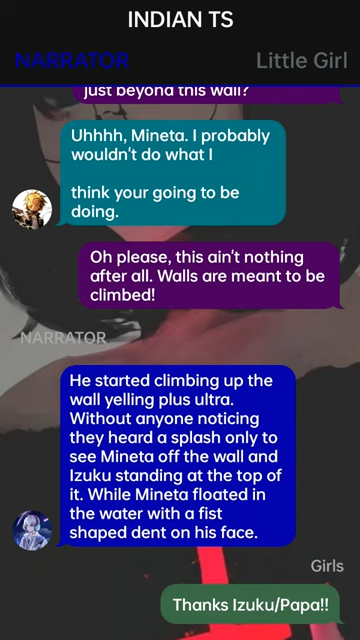 INDIAN TS
NARRATOR
Little Girl
just beyond this wall?
Uhhhh, Mineta. I probably
wouldn't do what I
think your going to be
doing.
Oh please, this ain't nothing
after all. Walls are meant to be
climbed!
NARRATOR
He started climbing up the
wall yelling plus ultra.
Without anyone noticing
they heard a splash only to
see Mineta off the wall and
Izuku standing at the top of
it. While Mineta floated in
the water with a fist
shaped dent on his face.
Girls
Thanks Izuku/Papa!!